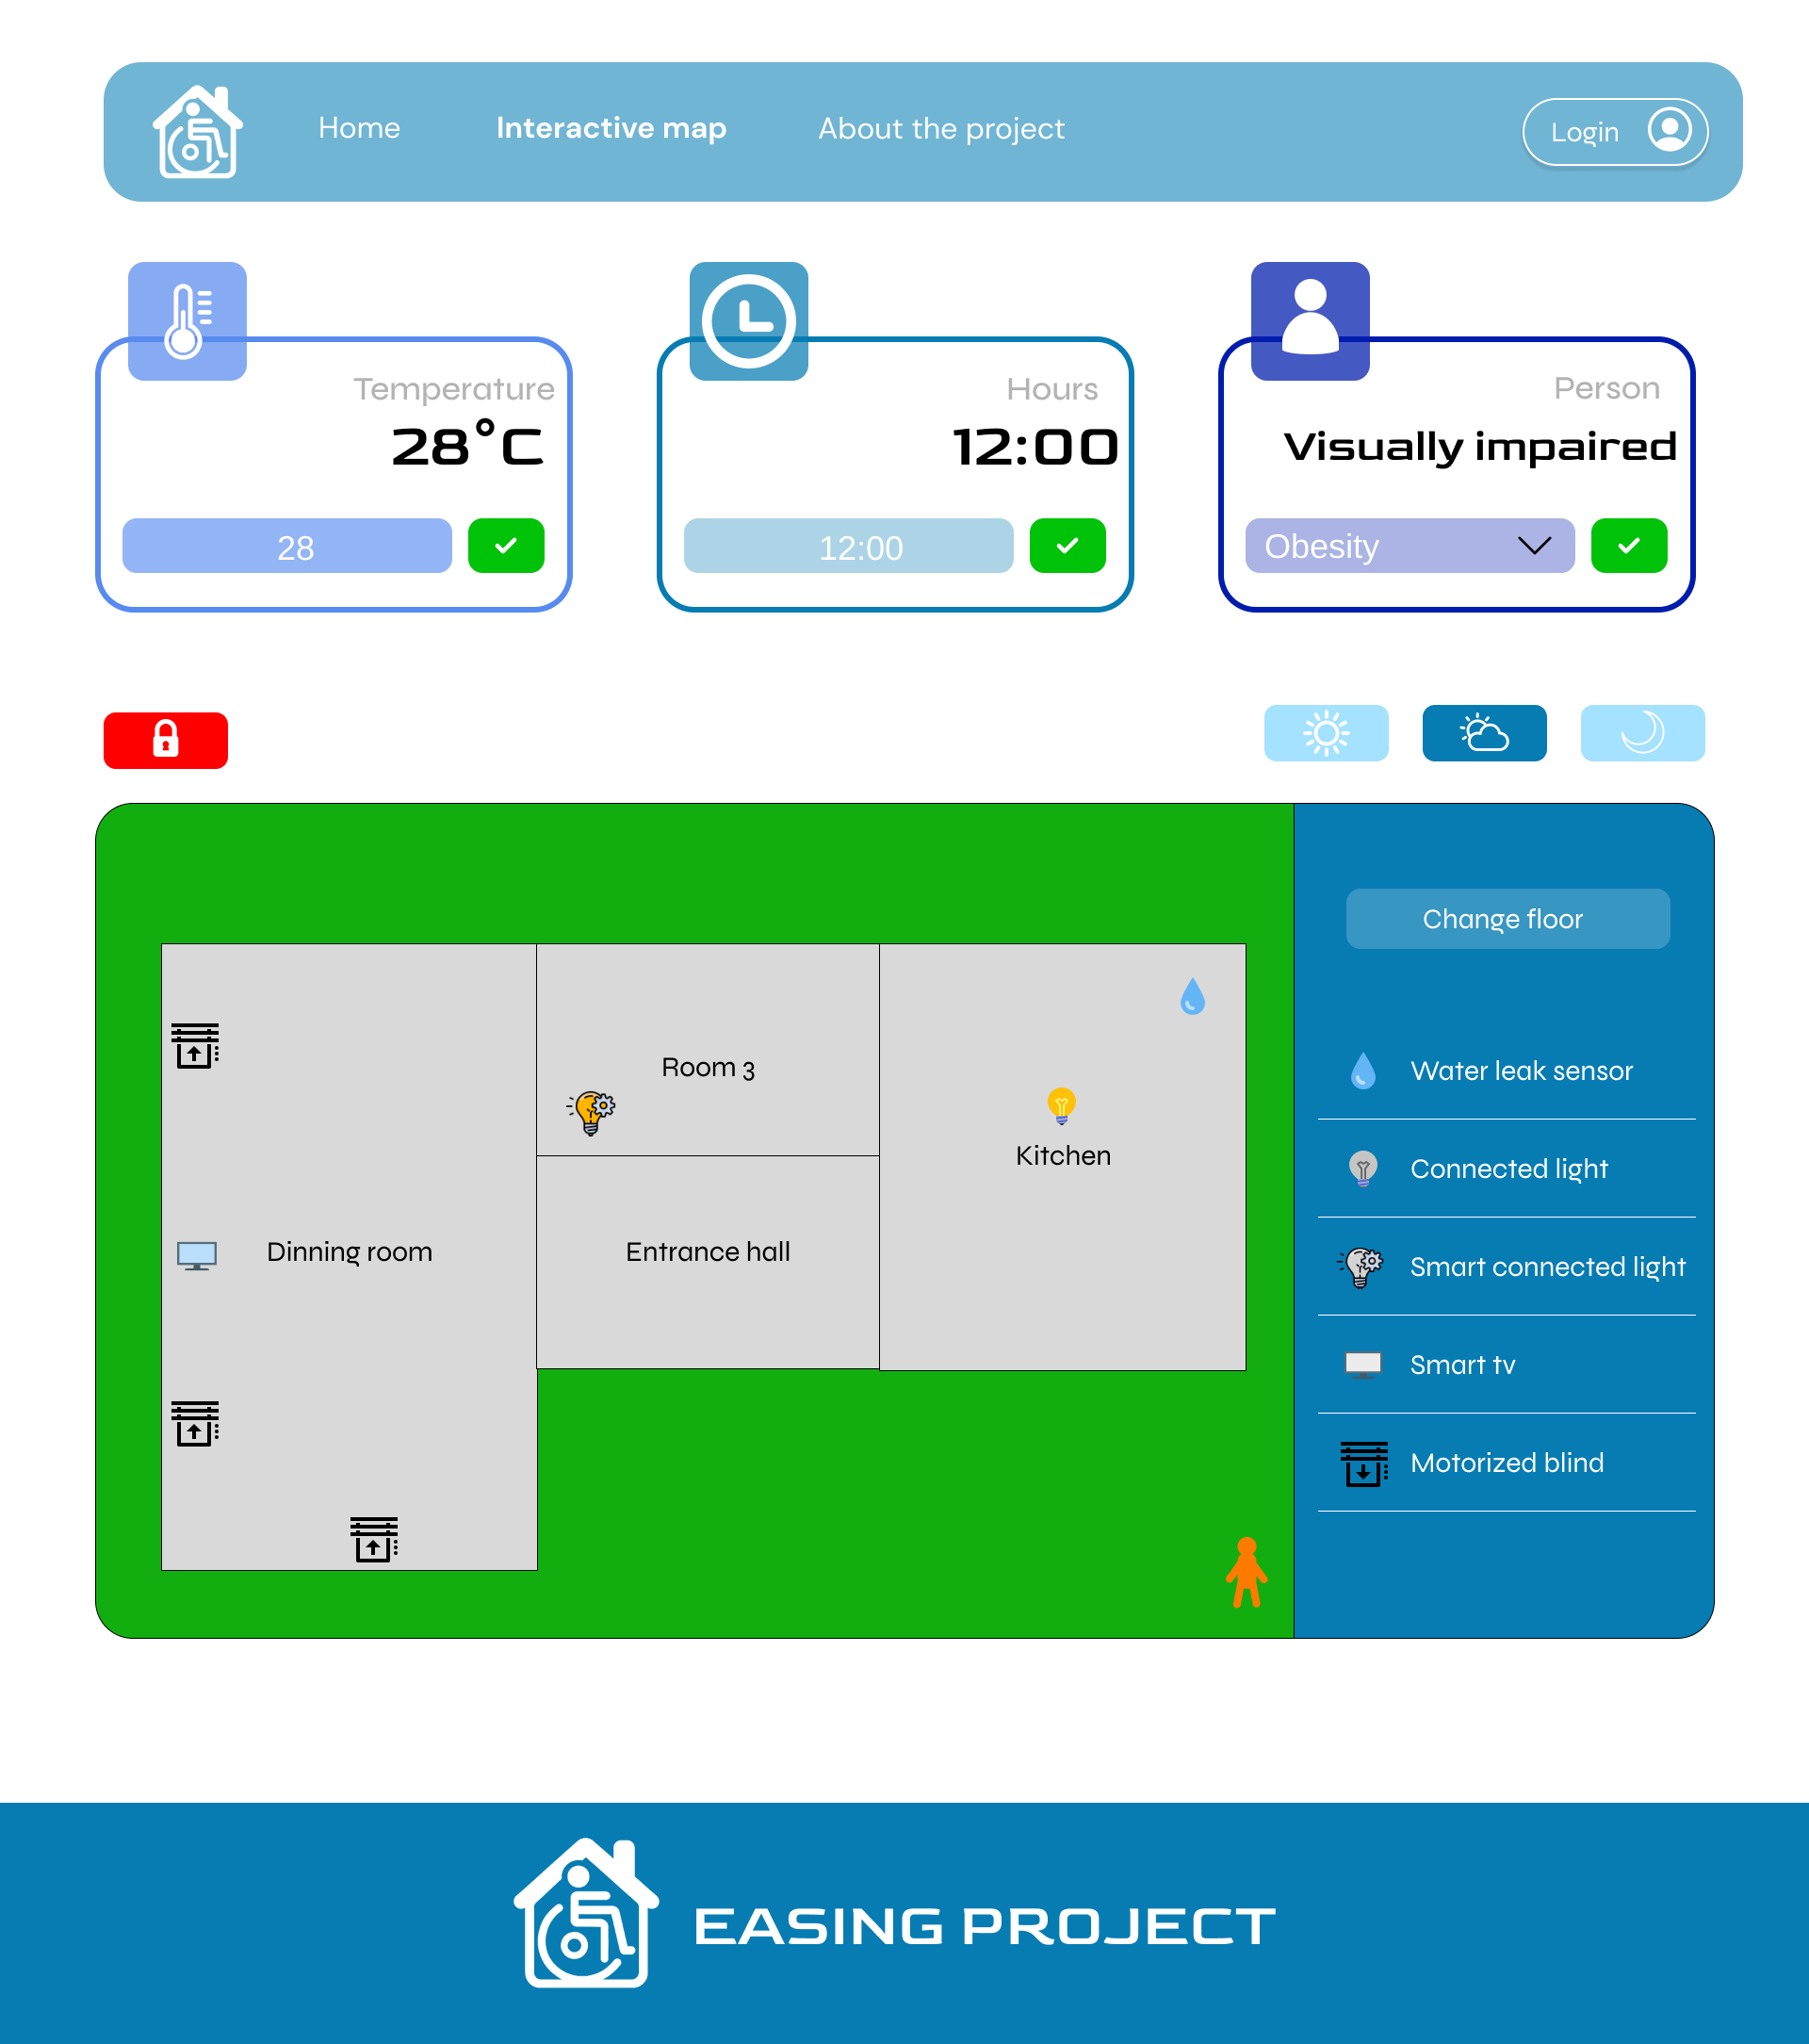 Home
Interactive map
About the project
Login
Temperature
28°C
28
Hours
12:00
12:00
Person
Visually impaired
Obesity
Change floor
Room 3
Kitchen
Dinning room
Entrance hall
Water leak sensor
Connected light
Smart connected light
Smart tv
Motorized blind
EASING PROJECT